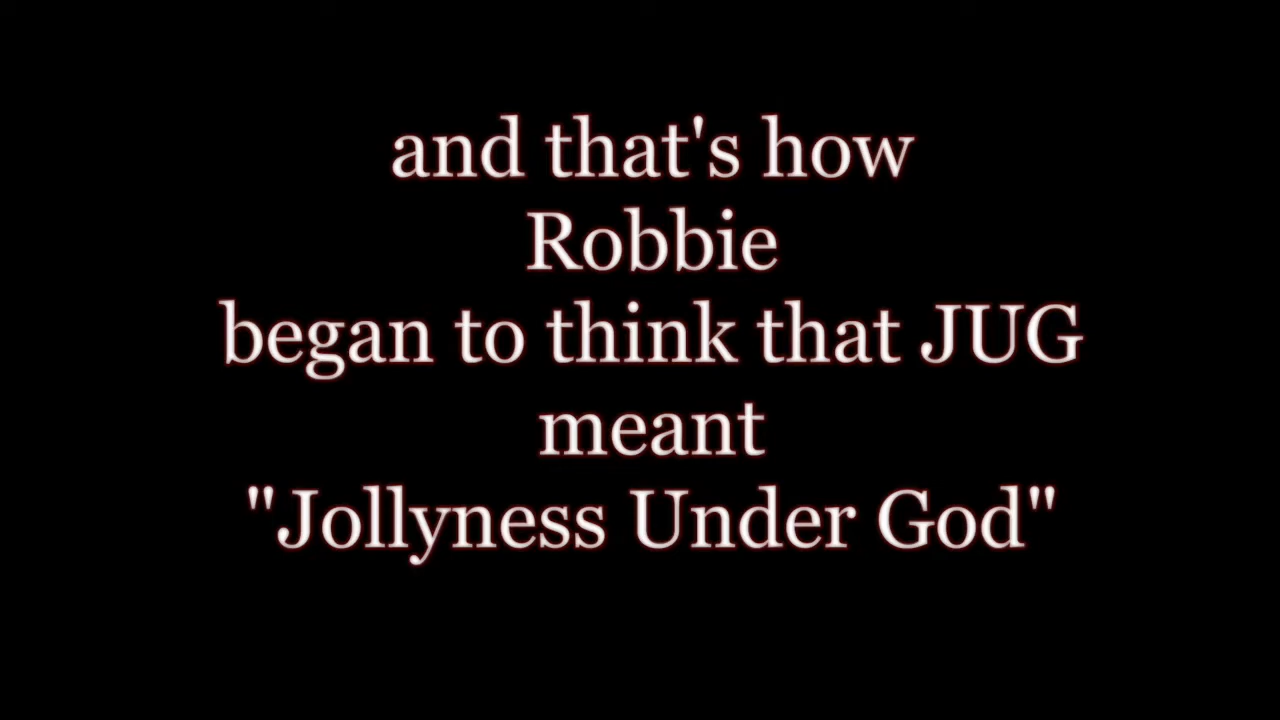 and that's how
Robbie
began to think that JUG
meant
"Jollyness Under God"